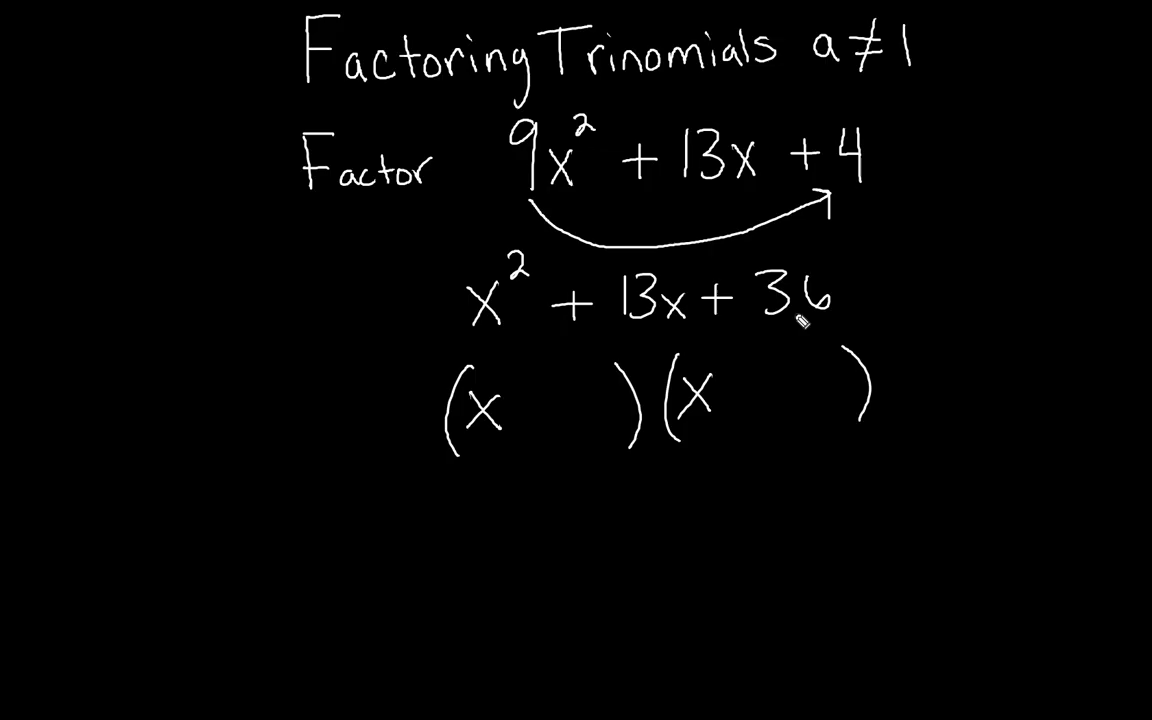 Factoring Trinomials a≠1
Factor 9x² + 13x + 4
x² + 13x + 36
(x )(x )